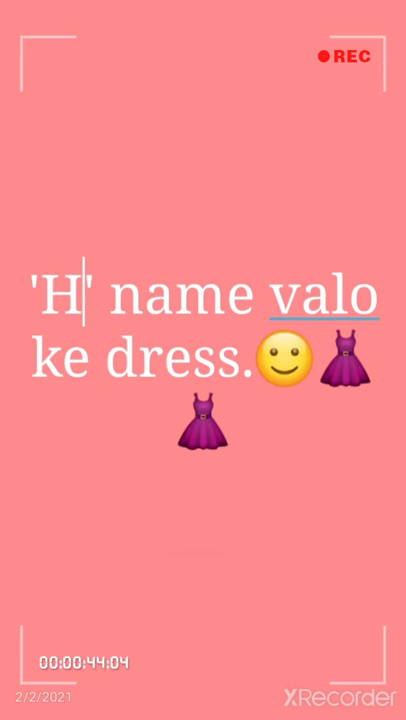 REC
'H' name valo
ke dress.🙂👗
👗
00:00:44:04
2/2/2021
XRecorder